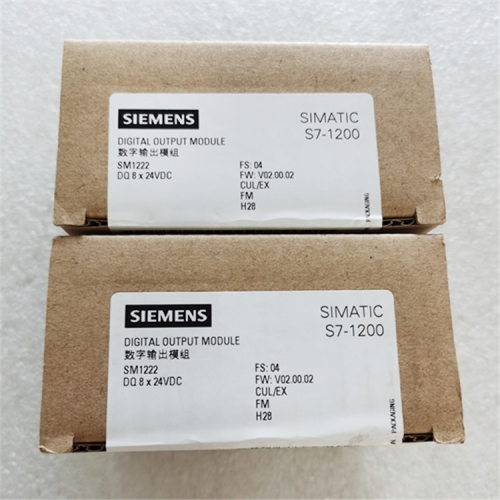 SIEMENS
SIMATIC
S7-1200
DIGITAL OUTPUT MODULE
数字输出模组
SM1222
DQ 8 x 24VDC
FS: 04
FW: V02.00.02
CUL/EX
FM
H28
PACKAGING
SIEMENS
SIMATIC
S7-1200
DIGITAL OUTPUT MODULE
数字输出模组
SM1222
DQ 8 x 24VDC
FS: 04
FW: V02.00.02
CUL/EX
FM
H28
PACKAGING